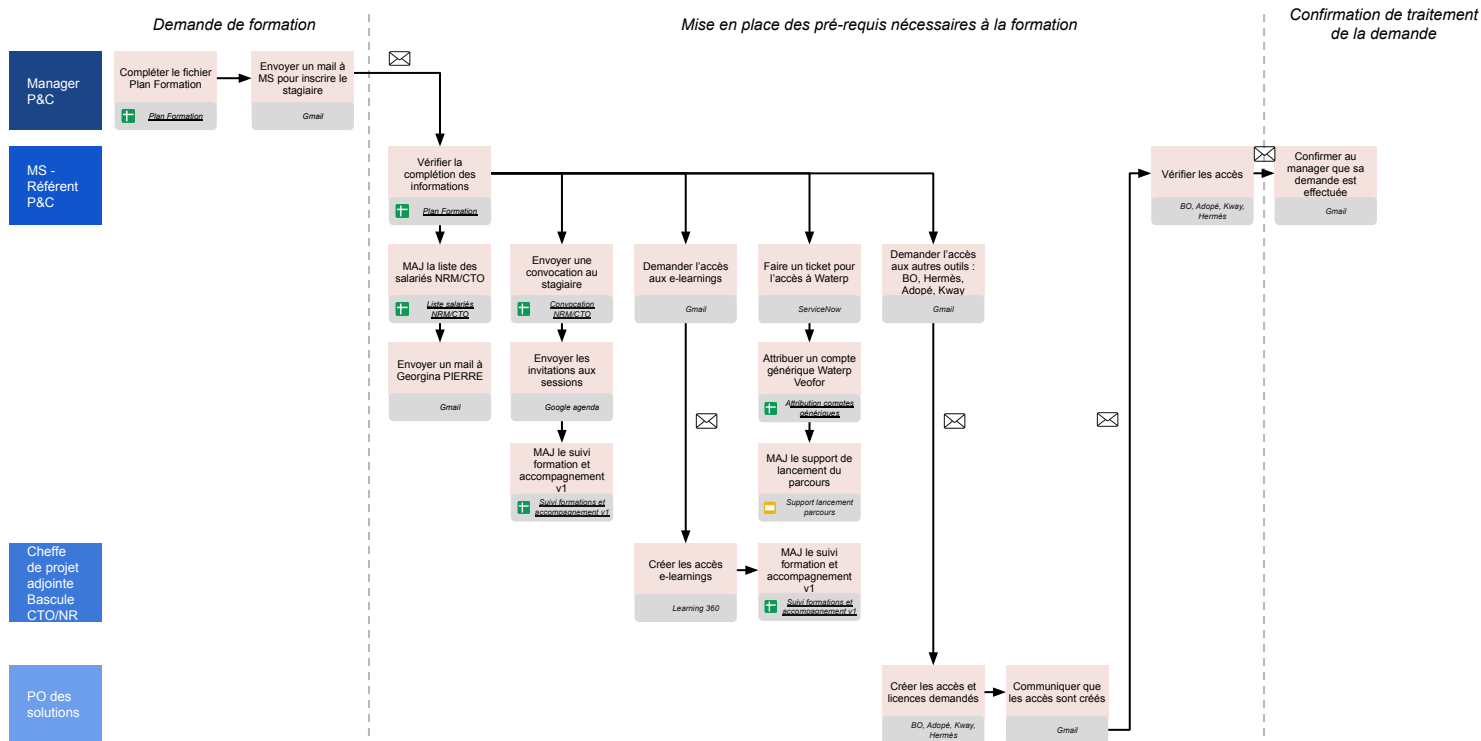 Demande de formation
Mise en place des pré-requis nécessaires à la formation
Confirmation de traitement
de la demande
Manager
P&C
Compléter le fichier
Plan Formation
Plan Formation
Envoyer un mail à
MS pour inscrire le
stagiaire
Gmail
MS -
Référent
P&C
Vérifier la
complétion des
informations
Plan Formation
Vérifier les accès
BO, Adopé, Kway,
Hermès
Confirmer au
manager que sa
demande est
effectuée
Gmail
MAJ la liste des
salariés NRM/CTO
Liste salariés
NRM/CTO
Envoyer une
convocation au
stagiaire
Convocation
NRM/CTO
Demander l'accès
aux e-learnings
Gmail
Faire un ticket pour
l'accès à Waterp
ServiceNow
Demander l'accès
aux autres outils :
BO, Hermès,
Adopé, Kway
Gmail
Envoyer un mail à
Georgina PIERRE
Gmail
Envoyer les
invitations aux
sessions
Google agenda
Attribuer un compte
générique Waterp
Veofor
Attribution comptes
génériques
MAJ le suivi
formation et
accompagnement
v1
Suivi formations et
accompagnement v1
MAJ le support de
lancement du
parcours
Support lancement
parcours
Cheffe
de projet
adjointe
Bascule
CTO/NR
Créer les accès
e-learnings
Learning 360
MAJ le suivi
formation et
accompagnement
v1
Suivi formations et
accompagnement v1
PO des
solutions
Créer les accès et
licences demandés
BO, Adopé, Kway,
Hermès
Communiquer que
les accès sont créés
Gmail